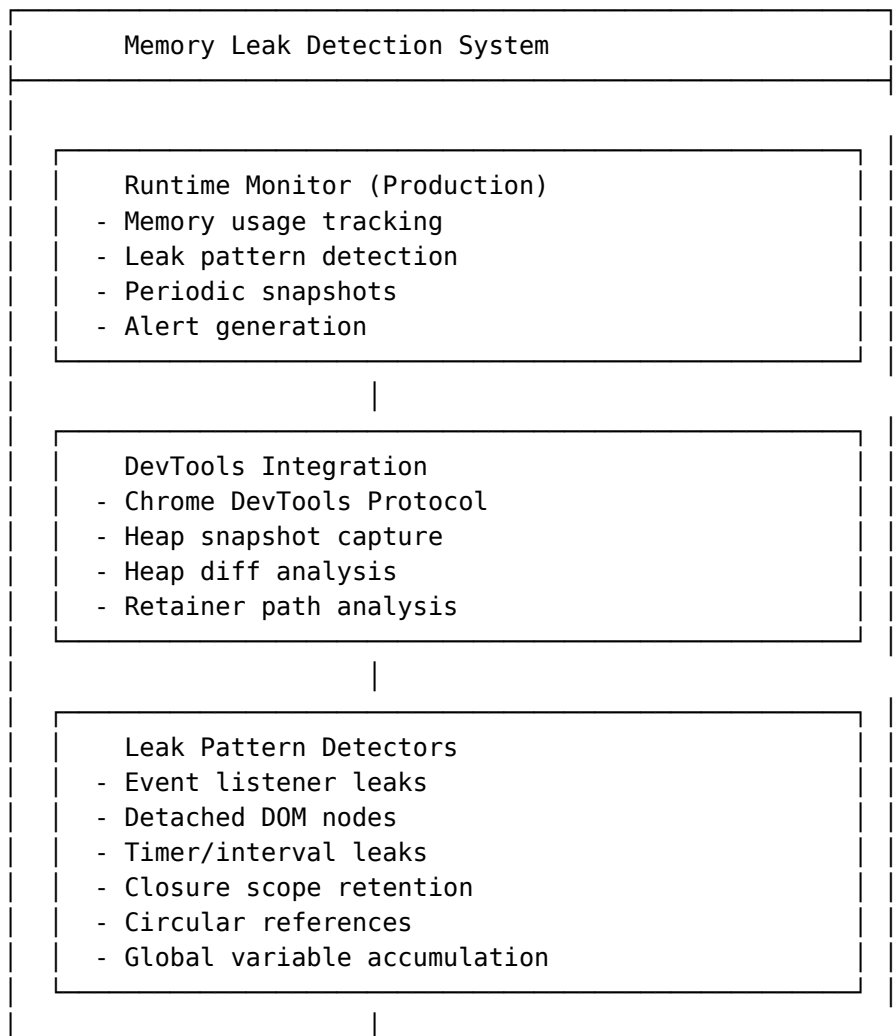 Memory Leak Detection System
Runtime Monitor (Production)
- Memory usage tracking
- Leak pattern detection
- Periodic snapshots
- Alert generation
DevTools Integration
- Chrome DevTools Protocol
- Heap snapshot capture
- Heap diff analysis
- Retainer path analysis
Leak Pattern Detectors
- Event listener leaks
- Detached DOM nodes
- Timer/interval leaks
- Closure scope retention
- Circular references
- Global variable accumulation